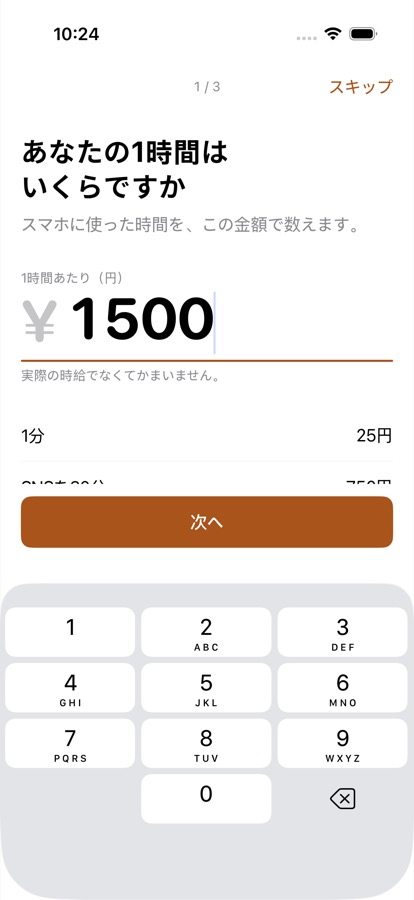 10:24
1 / 3
スキップ
あなたの1時間は
いくらですか
スマホに使った時間を、この金額で数えます。
1時間あたり（円）
¥ 1500
実際の時給でなくてかまいません。
1分
25円
次へ
1
2
ABC
3
DEF
4
GHI
5
JKL
6
MNO
7
PQRS
8
TUV
9
WXYZ
0